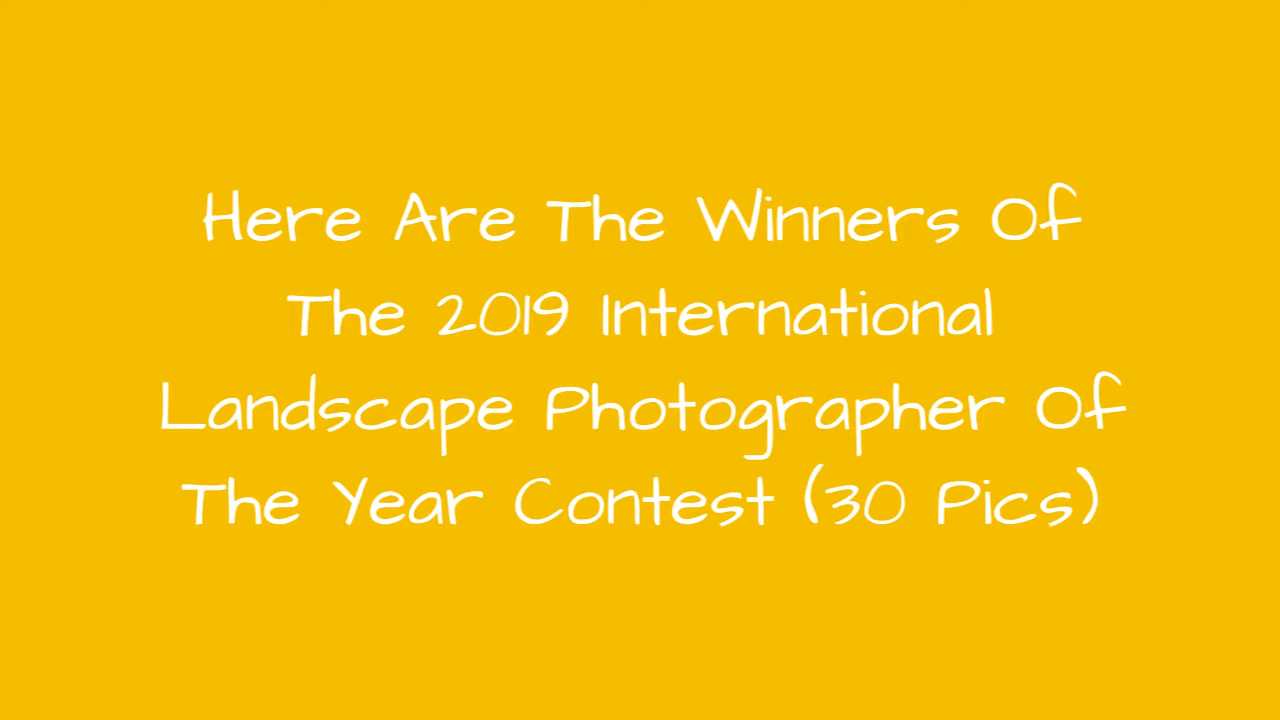 Here Are The Winners Of
The 2019 International
Landscape Photographer Of
The Year Contest (30 Pics)